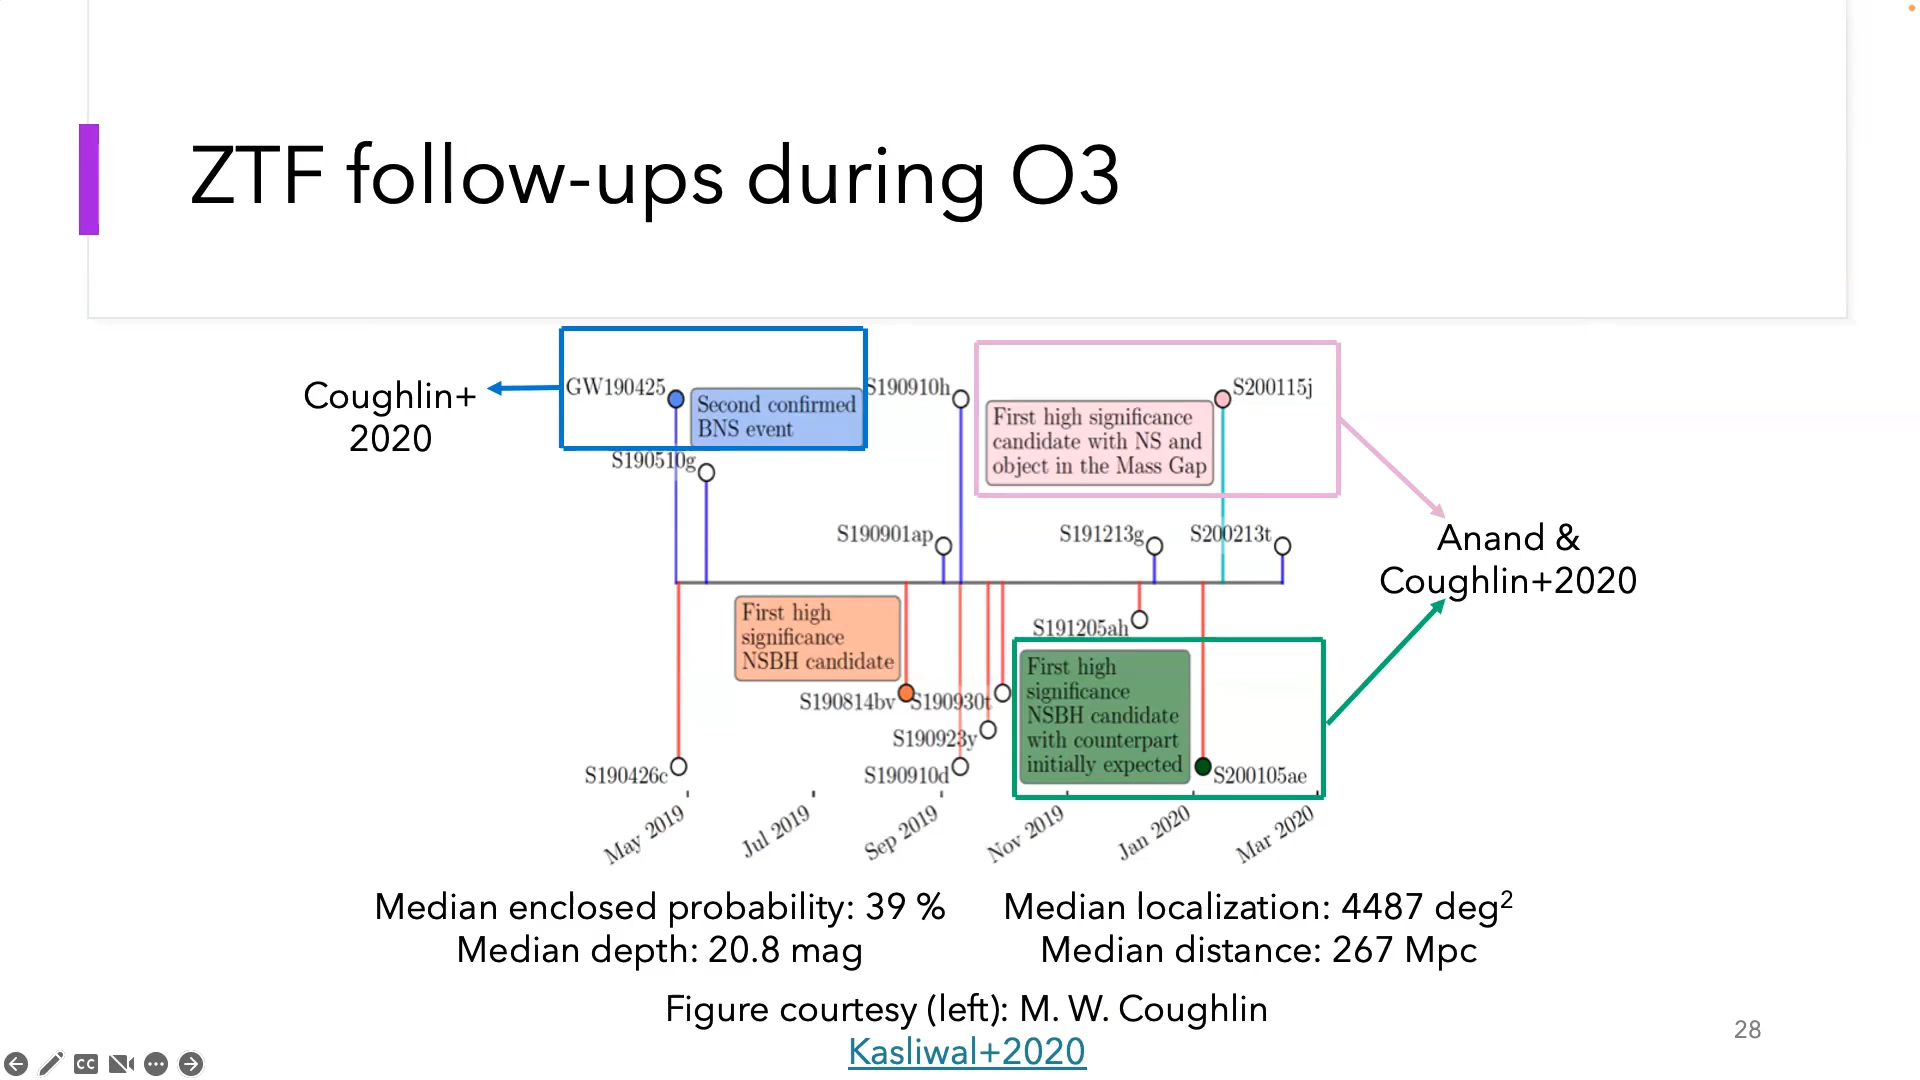 ZTF follow-ups during O3
Coughlin+
2020
GW190425
Second confirmed
BNS event
S190510g
S190910h
First high significance
candidate with NS and
object in the Mass Gap
S200115j
S190901ap
S191213g
S200213t
Anand &
Coughlin+2020
First high
significance
NSBH candidate
S190814bv
S190930t
S190923y
S190426c
S190910d
S191205ah
First high
significance
NSBH candidate
with counterpart
initially expected
S200105ae
May 2019
Jul 2019
Sep 2019
Nov 2019
Jan 2020
Mar 2020
Median enclosed probability: 39 %
Median depth: 20.8 mag
Median localization: 4487 deg²
Median distance: 267 Mpc
Figure courtesy (left): M. W. Coughlin
Kasliwal+2020
28
CC